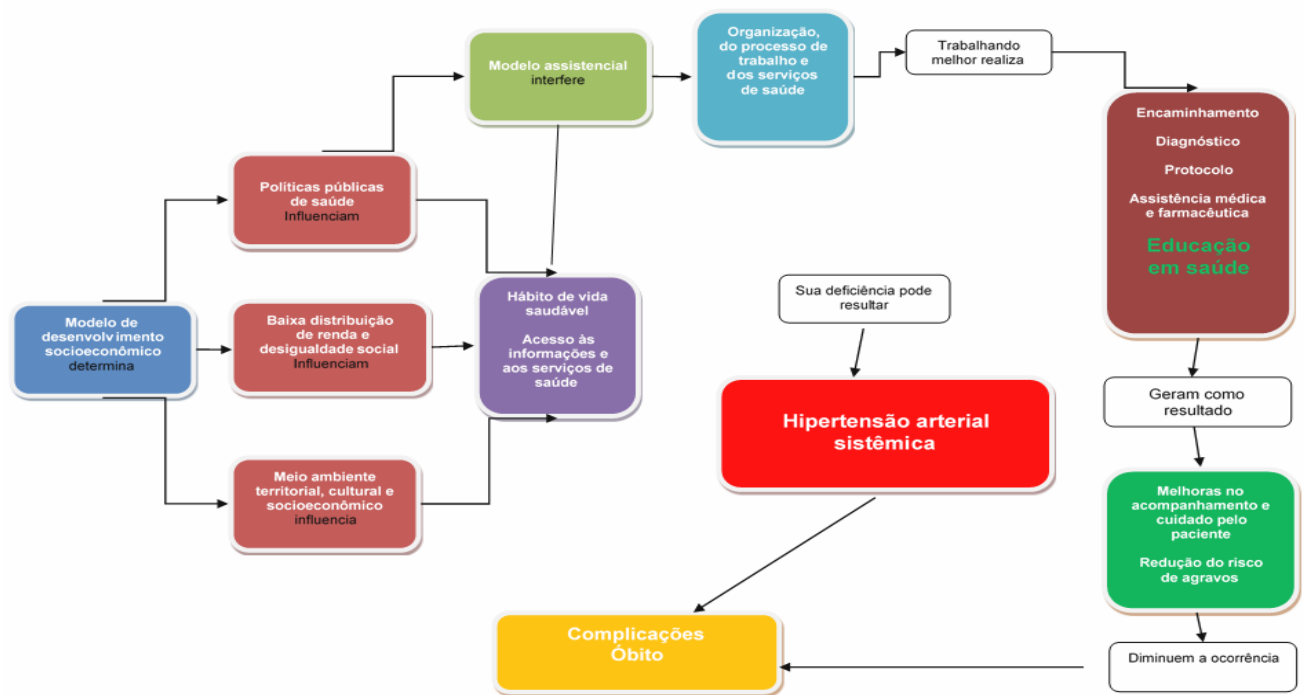 Modelo de
desenvolvimento
socioeconômico
determina
Políticas públicas
de saúde
Influenciam
Baixa distribuição
de renda e
desigualdade social
Influenciam
Meio ambiente
territorial, cultural e
socioeconômico
influencia
Modelo assistencial
interfere
Hábito de vida
saudável
Acesso às
informações e
aos serviços de
saúde
Organização,
do processo de
trabalho e
dos serviços
de saúde
Trabalhando
melhor realiza
Encaminhamento
Diagnóstico
Protocolo
Assistência médica
e farmacêutica
Educação
em saúde
Sua deficiência pode
resultar
Hipertensão arterial
sistêmica
Geram como
resultado
Melhoras no
acompanhamento e
cuidado pelo
paciente
Redução do risco
de agravos
Diminuem a ocorrência
Complicações
Óbito